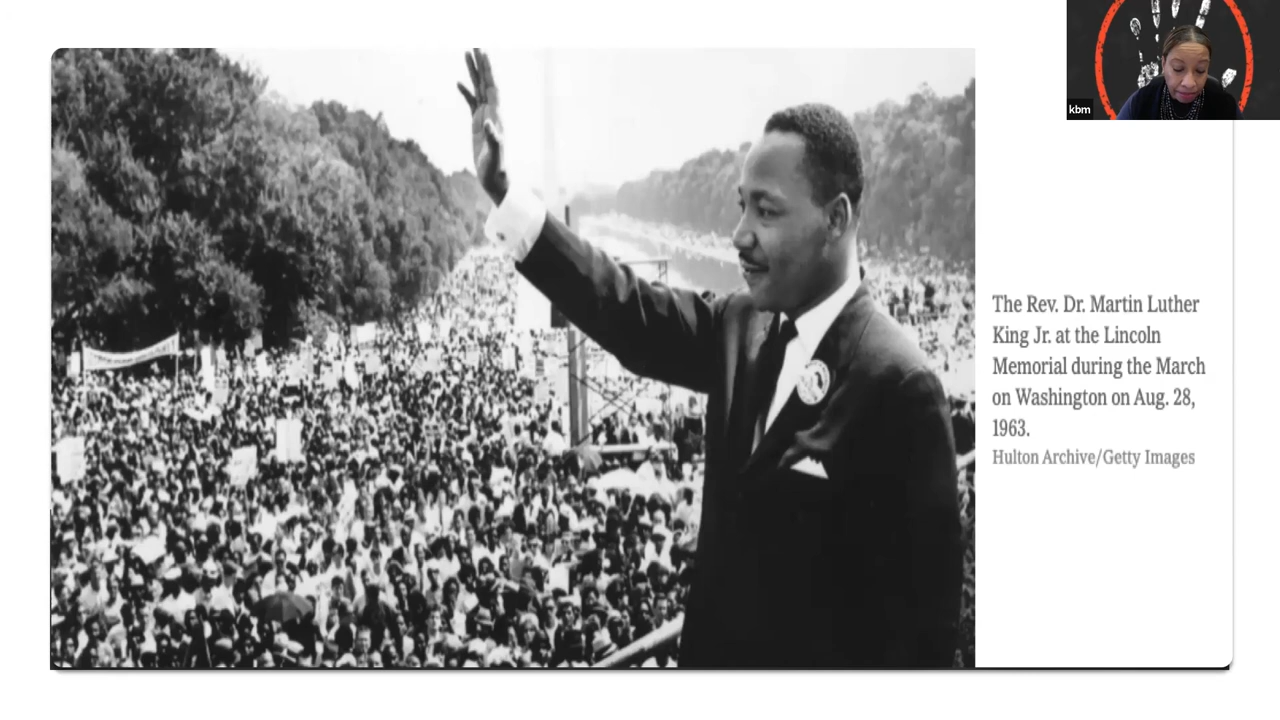 kbm
The Rev. Dr. Martin Luther
King Jr. at the Lincoln
Memorial during the March
on Washington on Aug. 28,
1963.
Hulton Archive/Getty Images